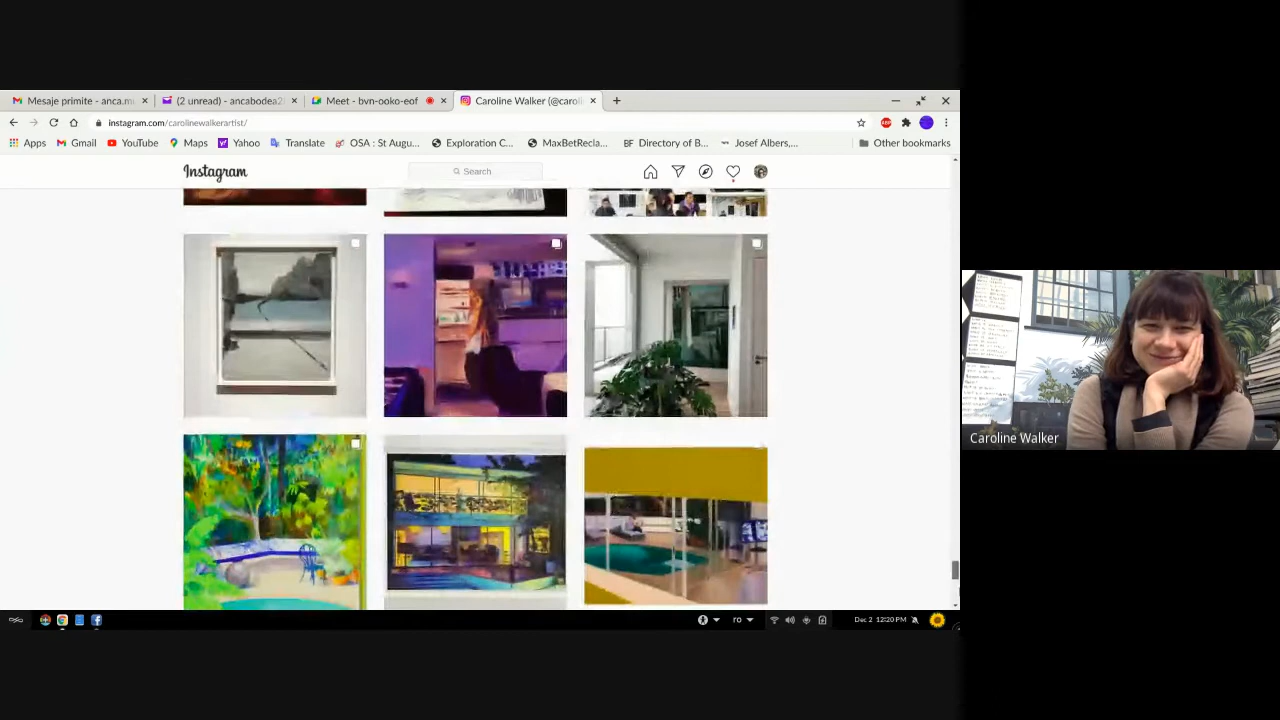 Mesaje primite - anca.m
(2 unread) - ancabodea2
Meet - bvn-ooko-eof
Caroline Walker (@caroli
instagram.com/carolinewalkerartist/
Apps
Gmail
YouTube
Maps
Yahoo
Translate
OSA : St Augu...
Exploration C...
MaxBetRecla...
BF Directory of B...
Josef Albers,...
Other bookmarks
Instagram
Search
Caroline Walker
ro
Dec 2 12:20 PM